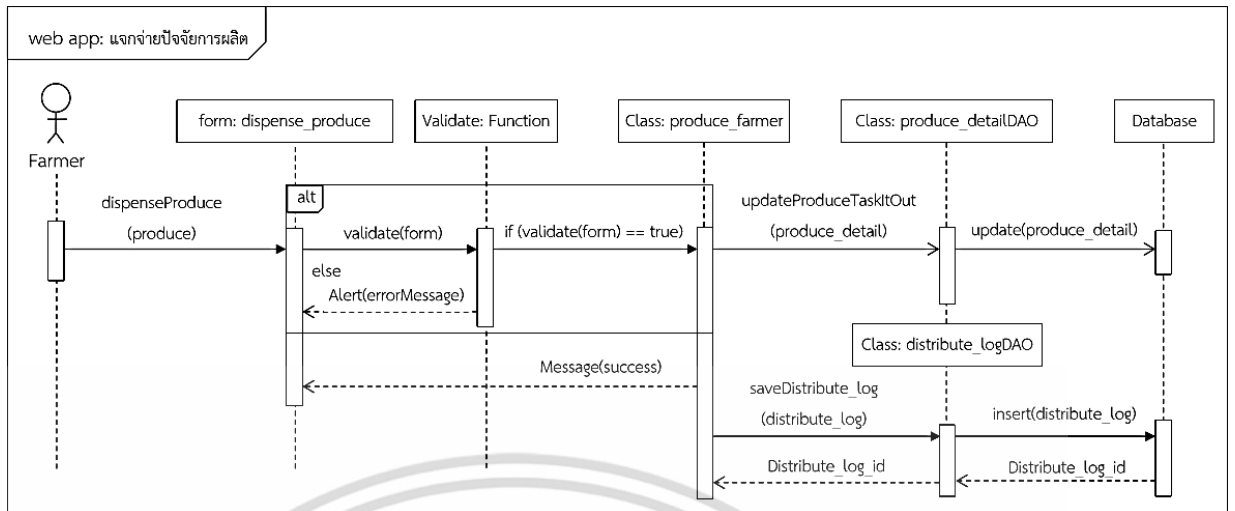 web app: แจกจ่ายปัจจัยการผลิต
Farmer
form: dispense_produce
Validate: Function
Class: produce_farmer
Class: produce_detailDAO
Database
alt
dispenseProduce
(produce)
validate(form)
if (validate(form) == true)
updateProduceTaskItOut
(produce_detail)
update(produce_detail)
else
Alert(errorMessage)
Class: distribute_logDAO
Message(success)
saveDistribute_log
(distribute_log)
insert(distribute_log)
Distribute_log_id
Distribute_log_id